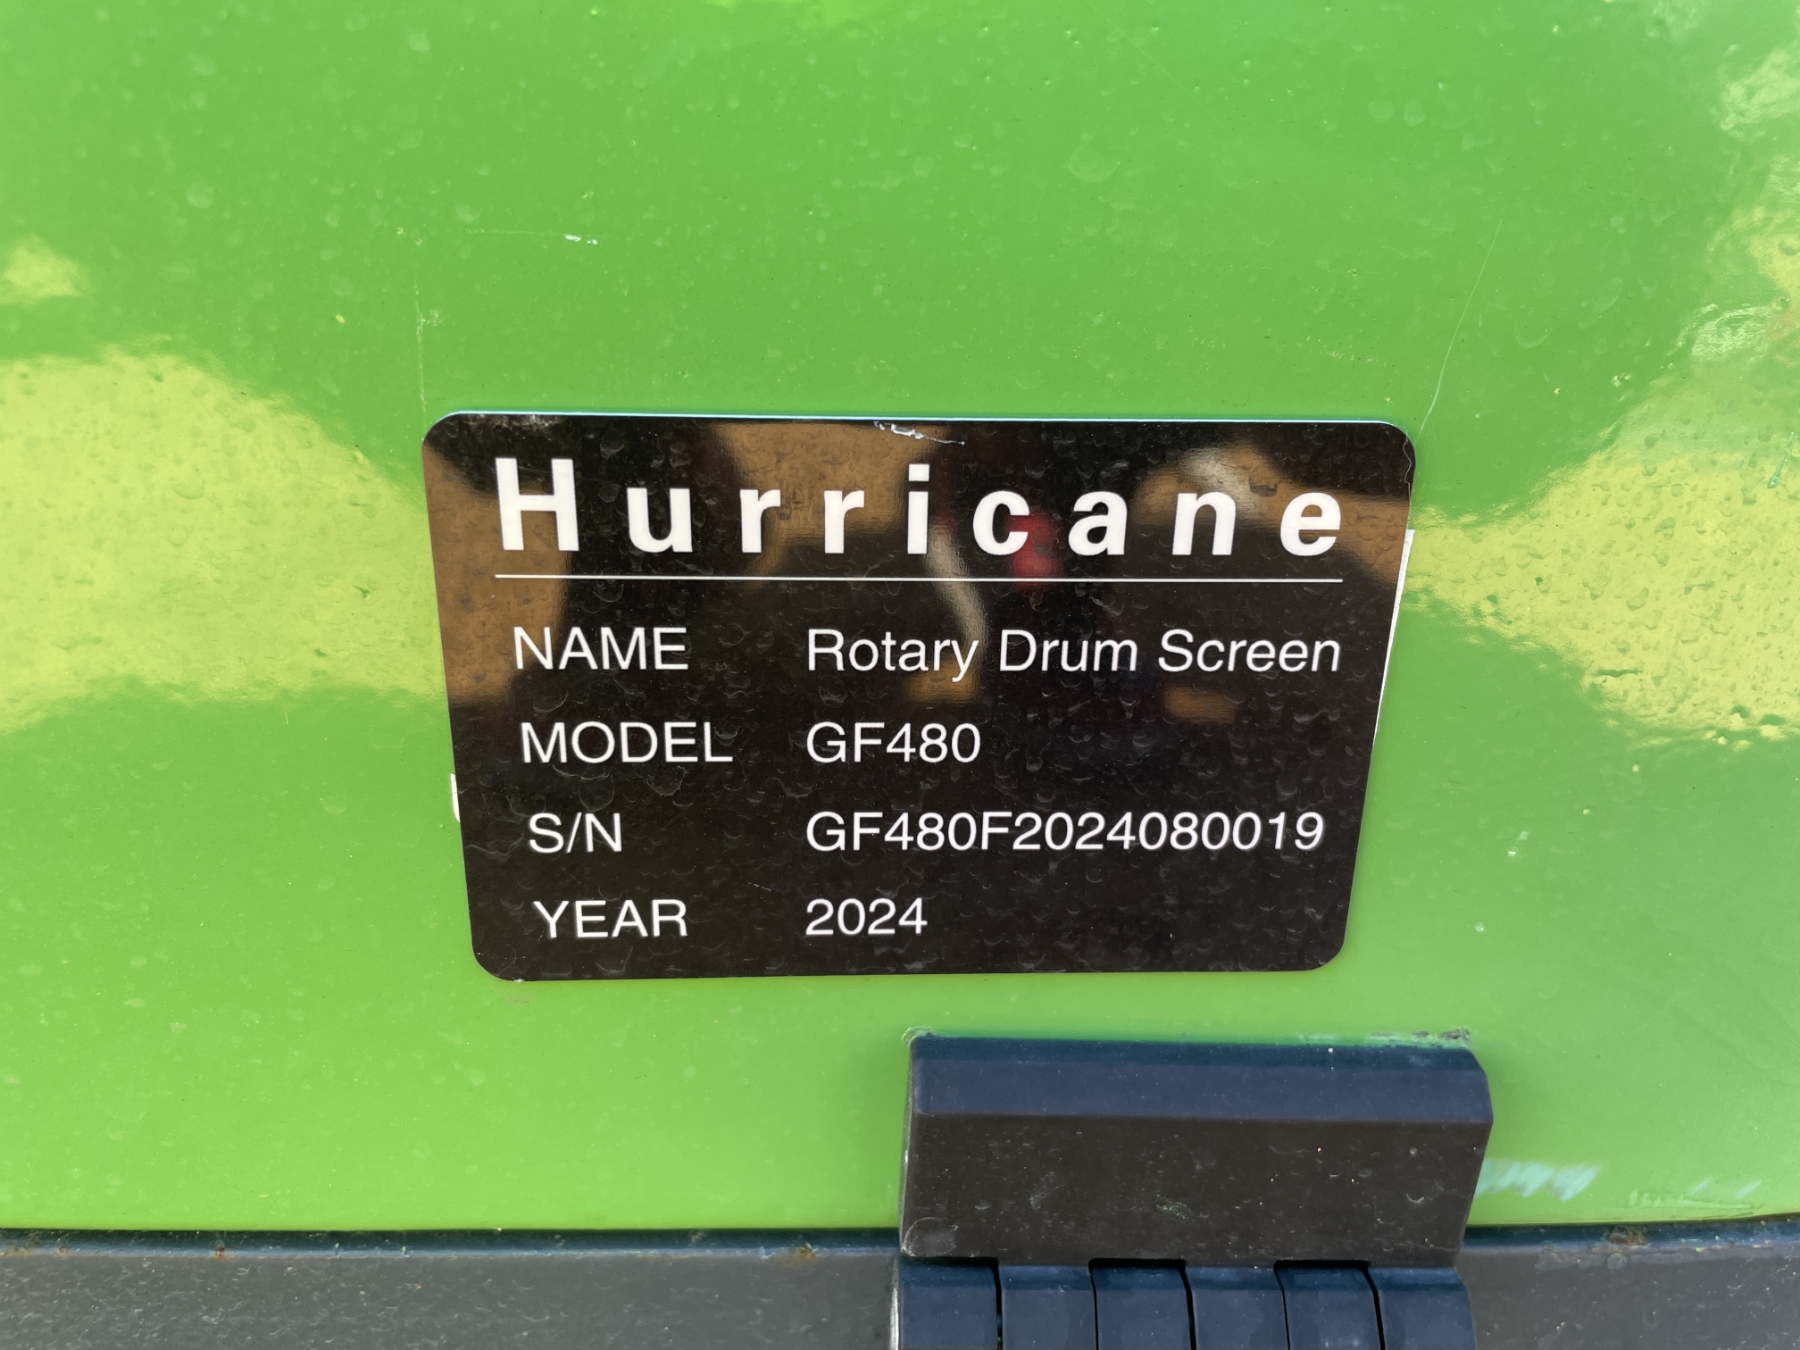 Hurricane
NAME Rotary Drum Screen
MODEL GF480
S/N GF480F2024080019
YEAR 2024